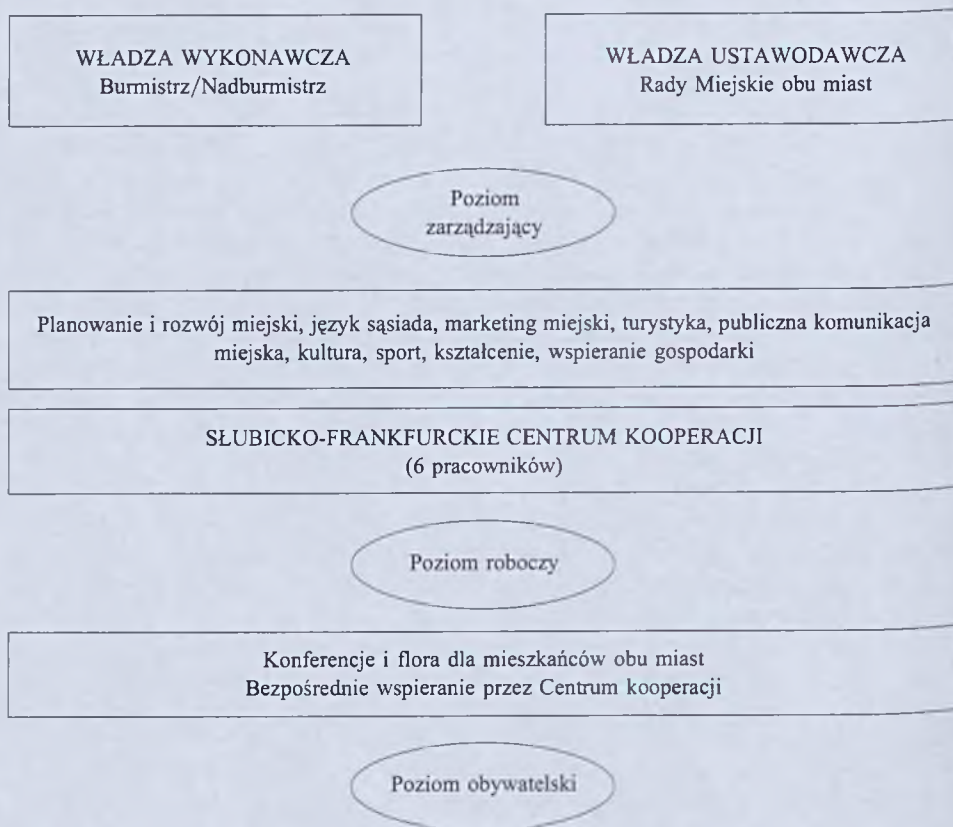 WŁADZA WYKONAWCZA
Burmistrz/Nadburmistrz
WŁADZA USTAWODAWCZA
Rady Miejskie obu miast
Poziom
zarządzający
Planowanie i rozwój miejski, język sąsiada, marketing miejski, turystyka, publiczna komunikacja
miejska, kultura, sport, kształcenie, wspieranie gospodarki
SŁUBICKO-FRANKFURCKIE CENTRUM KOOPERACJI
(6 pracowników)
Poziom roboczy
Konferencje i flora dla mieszkańców obu miast
Bezpośrednie wspieranie przez Centrum kooperacji
Poziom obywatelski